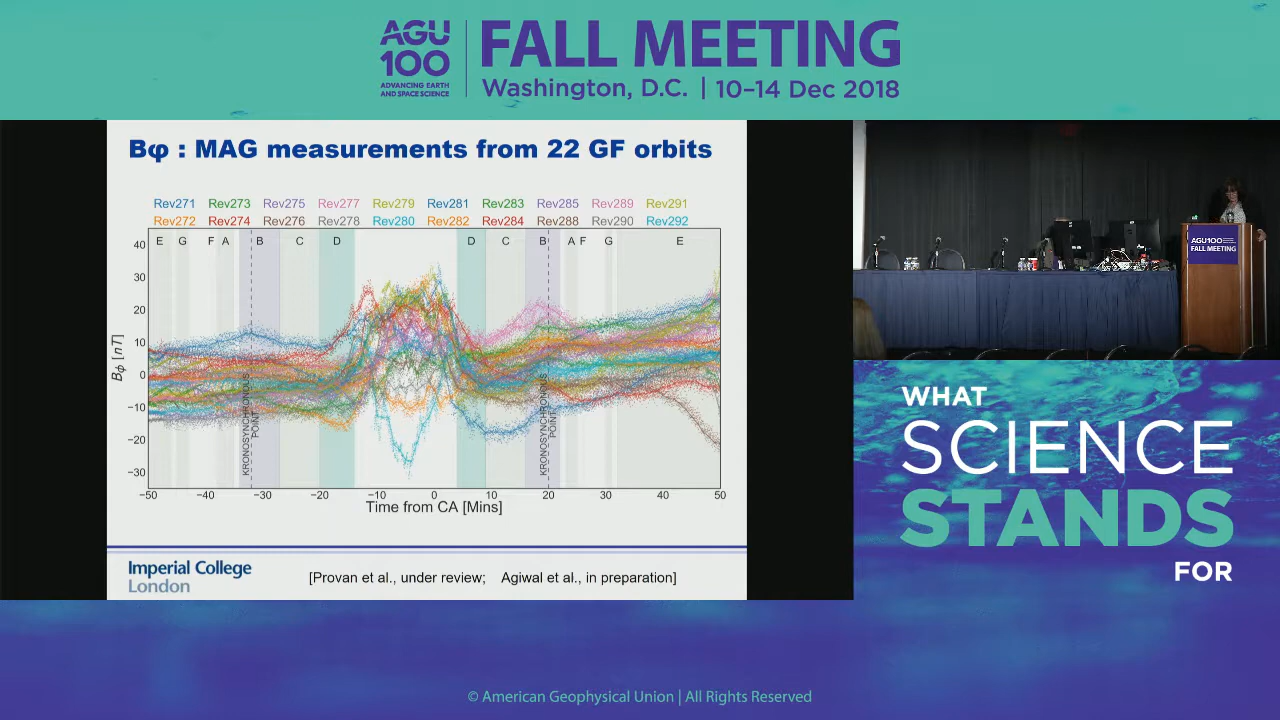 AGU
100
ADVANCING EARTH
AND SPACE SCIENCE
FALL MEETING
Washington, D.C. | 10–14 Dec 2018
Bφ : MAG measurements from 22 GF orbits
Rev271 Rev273 Rev275 Rev277 Rev279 Rev281 Rev283 Rev285 Rev289 Rev291
Rev272 Rev274 Rev276 Rev278 Rev280 Rev282 Rev284 Rev288 Rev290 Rev292
E G F A B C D D C B A F G E
40
30
20
10
0
−10
−20
−30
Bϕ [nT]
KRONOSYNCHRONOUS
POINT
KRONOSYNCHRONOUS
POINT
−50 −40 −30 −20 −10 0 10 20 30 40 50
Time from CA [Mins]
Imperial College
London
[Provan et al., under review; Agiwal et al., in preparation]
AGU100
FALL MEETING
WHAT
SCIENCE
STANDS
FOR
© American Geophysical Union | All Rights Reserved